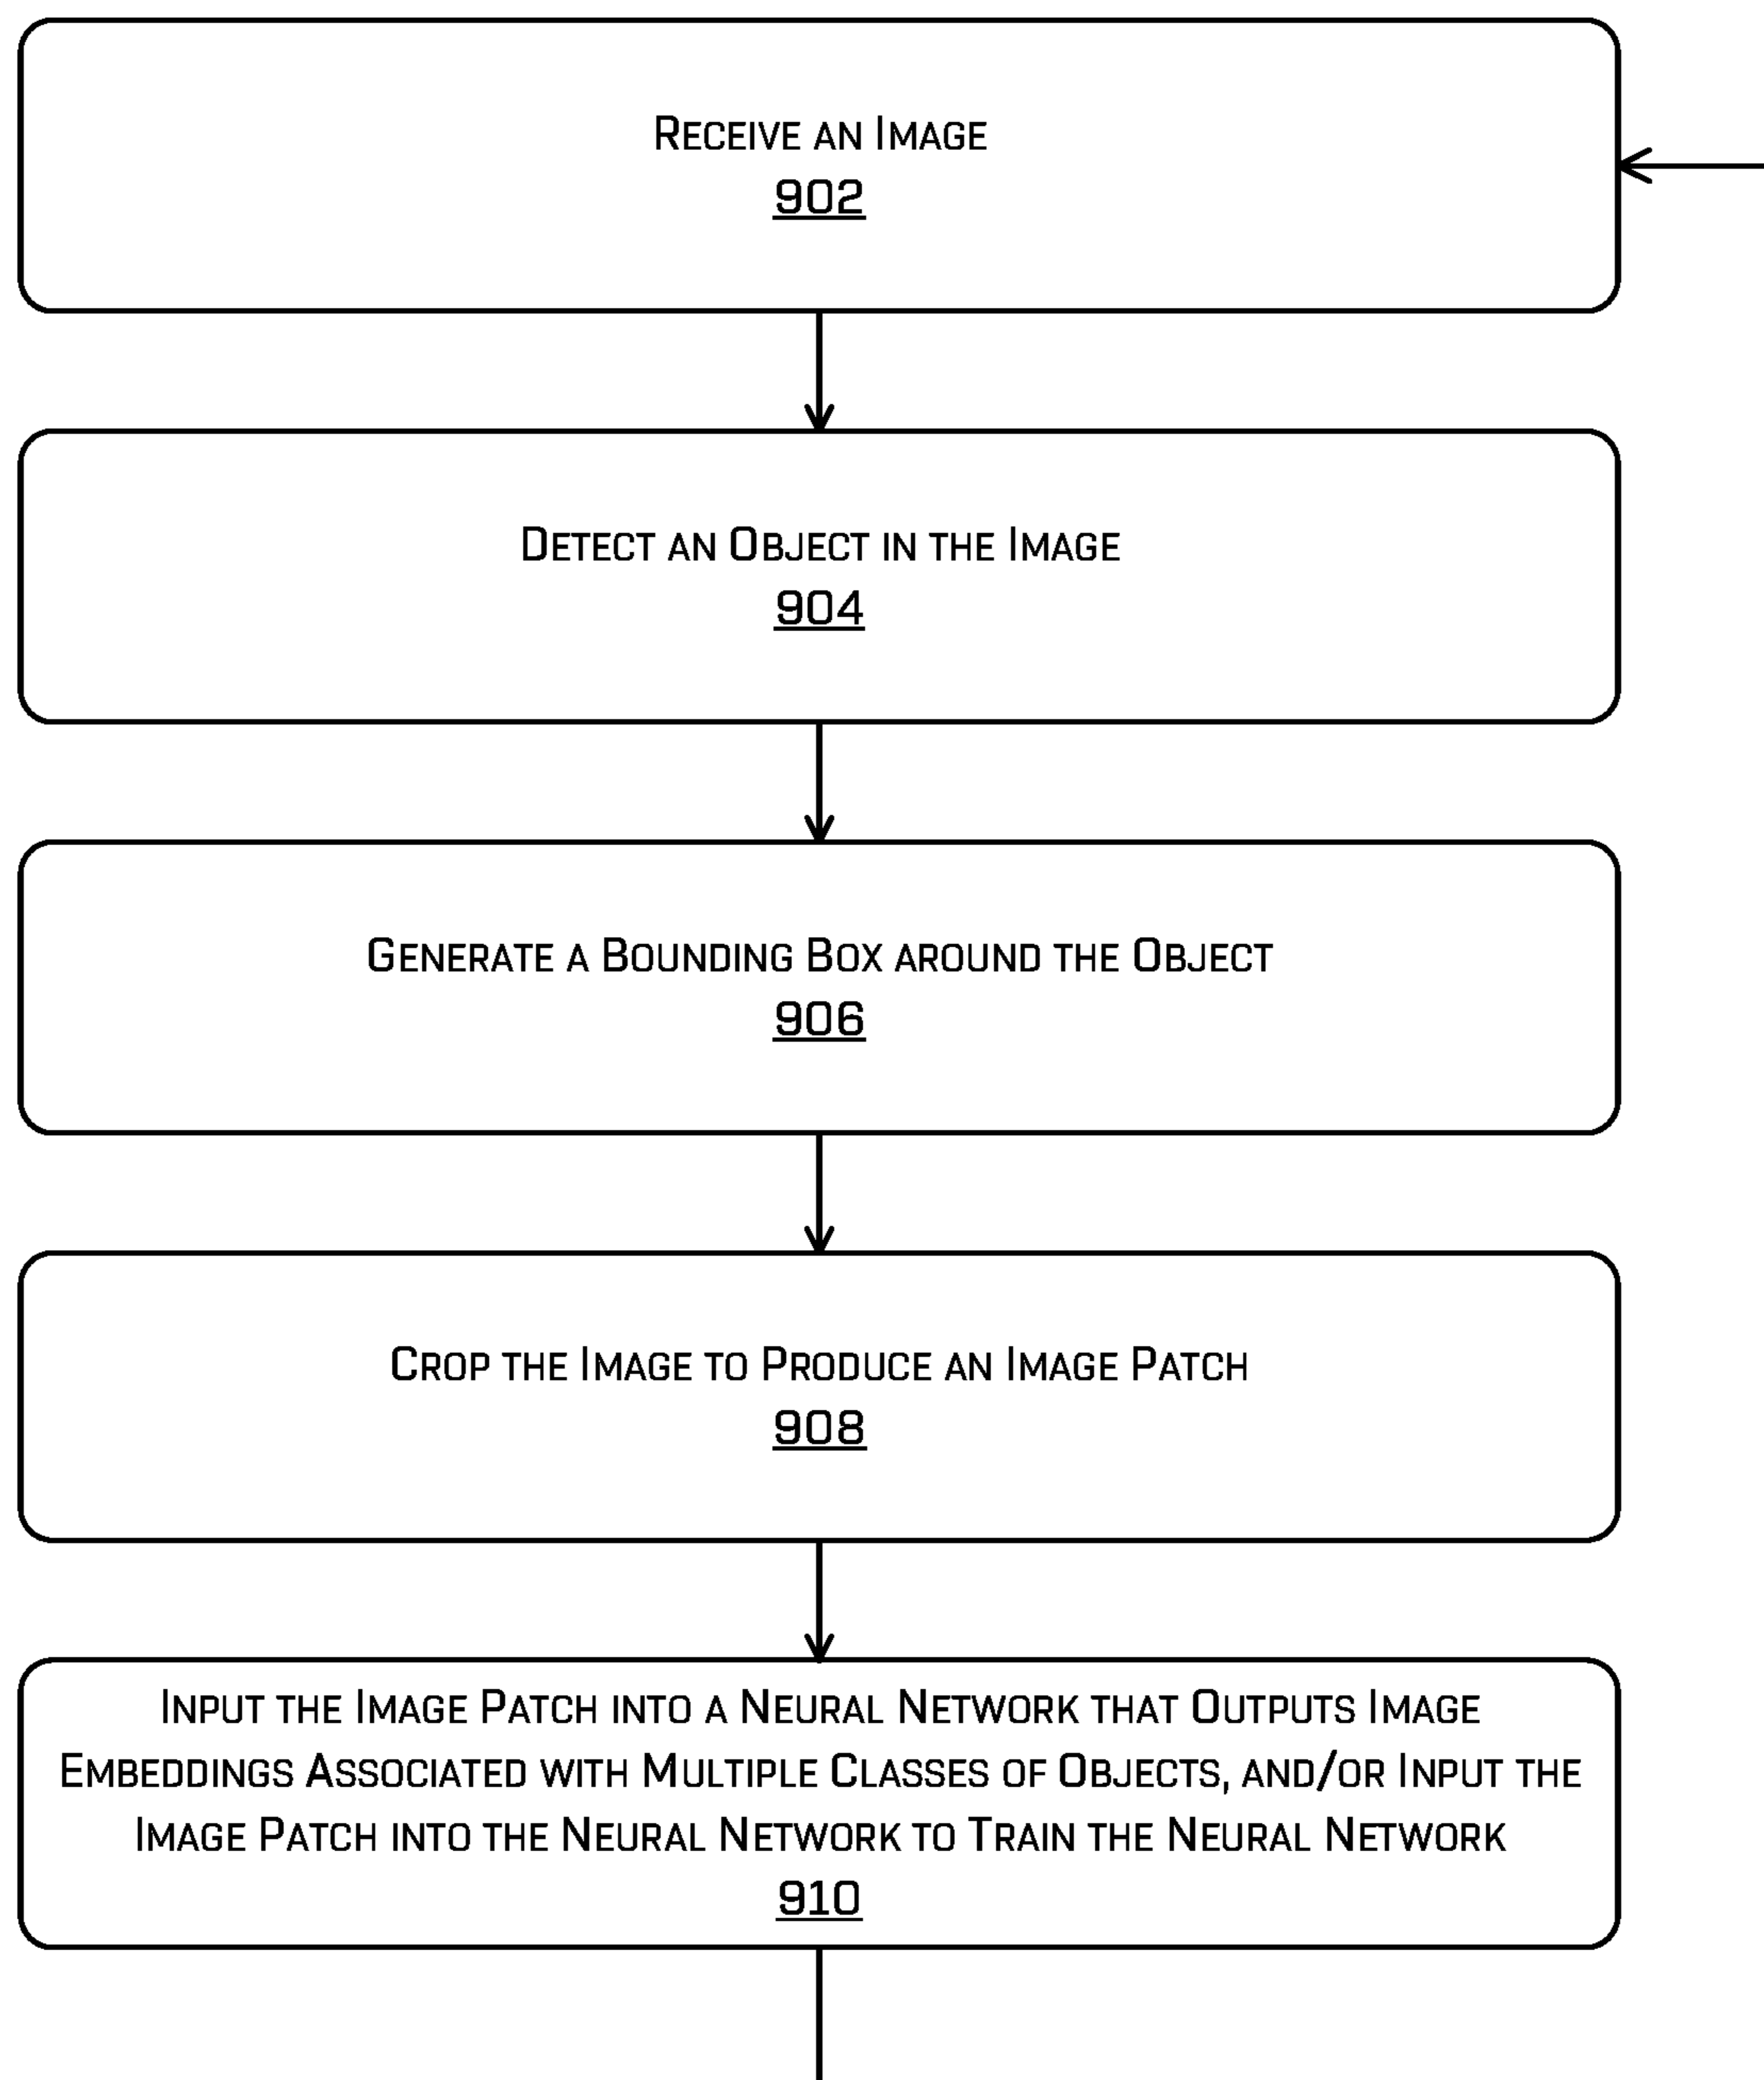 Receive an Image
902
Detect an Object in the Image
904
Generate a Bounding Box around the Object
906
Crop the Image to Produce an Image Patch
908
Input the Image Patch into a Neural Network that Outputs Image
Embeddings Associated with Multiple Classes of Objects, and/or Input the
Image Patch into the Neural Network to Train the Neural Network
910